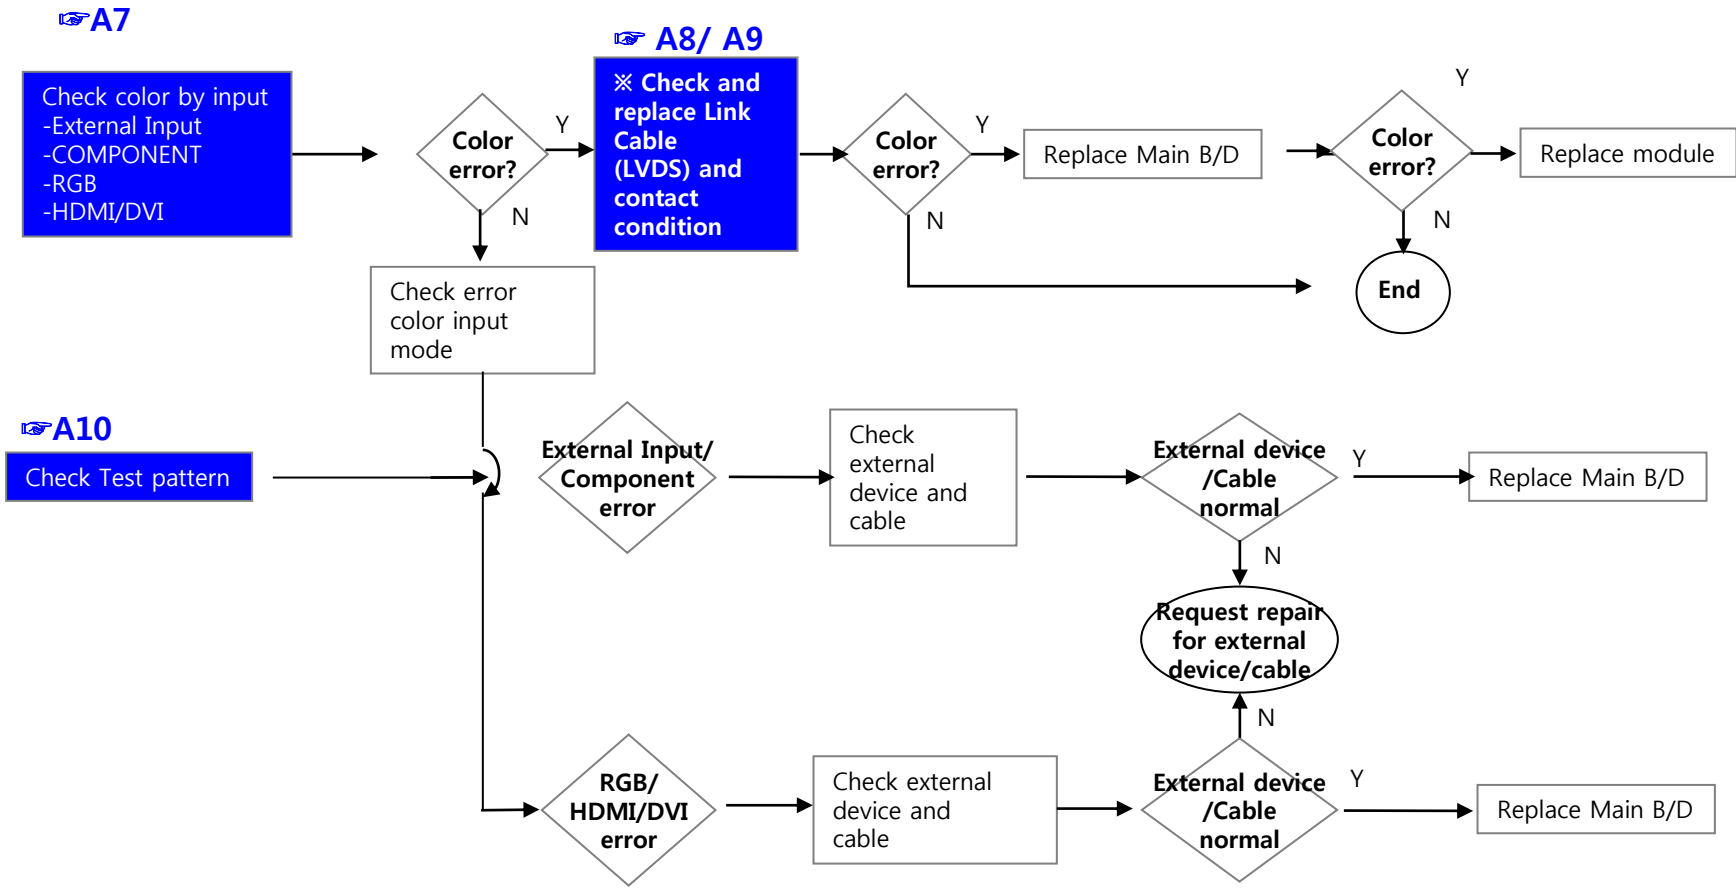 ☞A7
☞ A8/ A9
Check color by input
-External Input
-COMPONENT
-RGB
-HDMI/DVI
Color
error?
Y
N
※ Check and
replace Link
Cable
(LVDS) and
contact
condition
Color
error?
Y
N
Replace Main B/D
Color
error?
Y
N
Replace module
End
Check error
color input
mode
☞A10
Check Test pattern
External Input/
Component
error
Check
external
device and
cable
External device
/Cable
normal
Y
N
Replace Main B/D
Request repair
for external
device/cable
N
RGB/
HDMI/DVI
error
Check external
device and
cable
External device
/Cable
normal
Y
Replace Main B/D